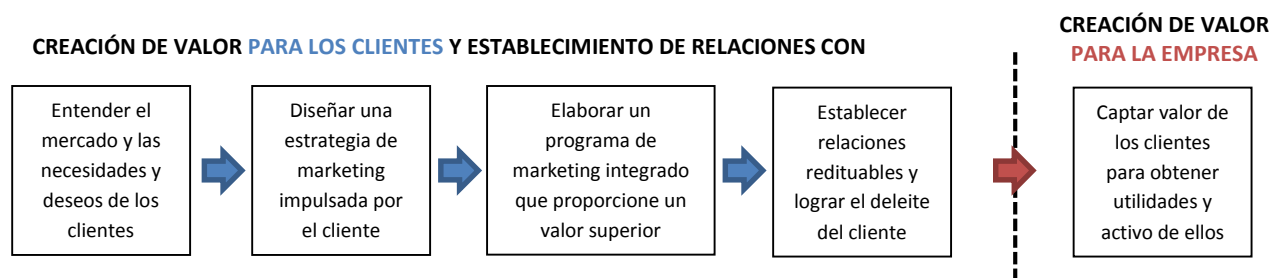 CREACIÓN DE VALOR PARA LOS CLIENTES Y ESTABLECIMIENTO DE RELACIONES CON
CREACIÓN DE VALOR
PARA LA EMPRESA
Entender el
mercado y las
necesidades y
deseos de los
clientes
Diseñar una
estrategia de
marketing
impulsada por
el cliente
Elaborar un
programa de
marketing integrado
que proporcione un
valor superior
Establecer
relaciones
redituables y
lograr el deleite
del cliente
Captar valor de
los clientes
para obtener
utilidades y
activo de ellos